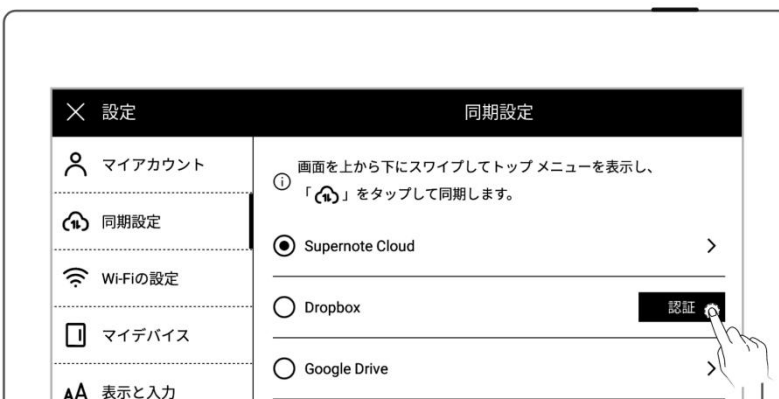 設定
同期設定
マイアカウント
画面を上から下にスワイプしてトップ メニューを表示し、
「」をタップして同期します。
同期設定
Supernote Cloud
Wi-Fiの設定
Dropbox
認証
マイデバイス
Google Drive
AA 表示と入力